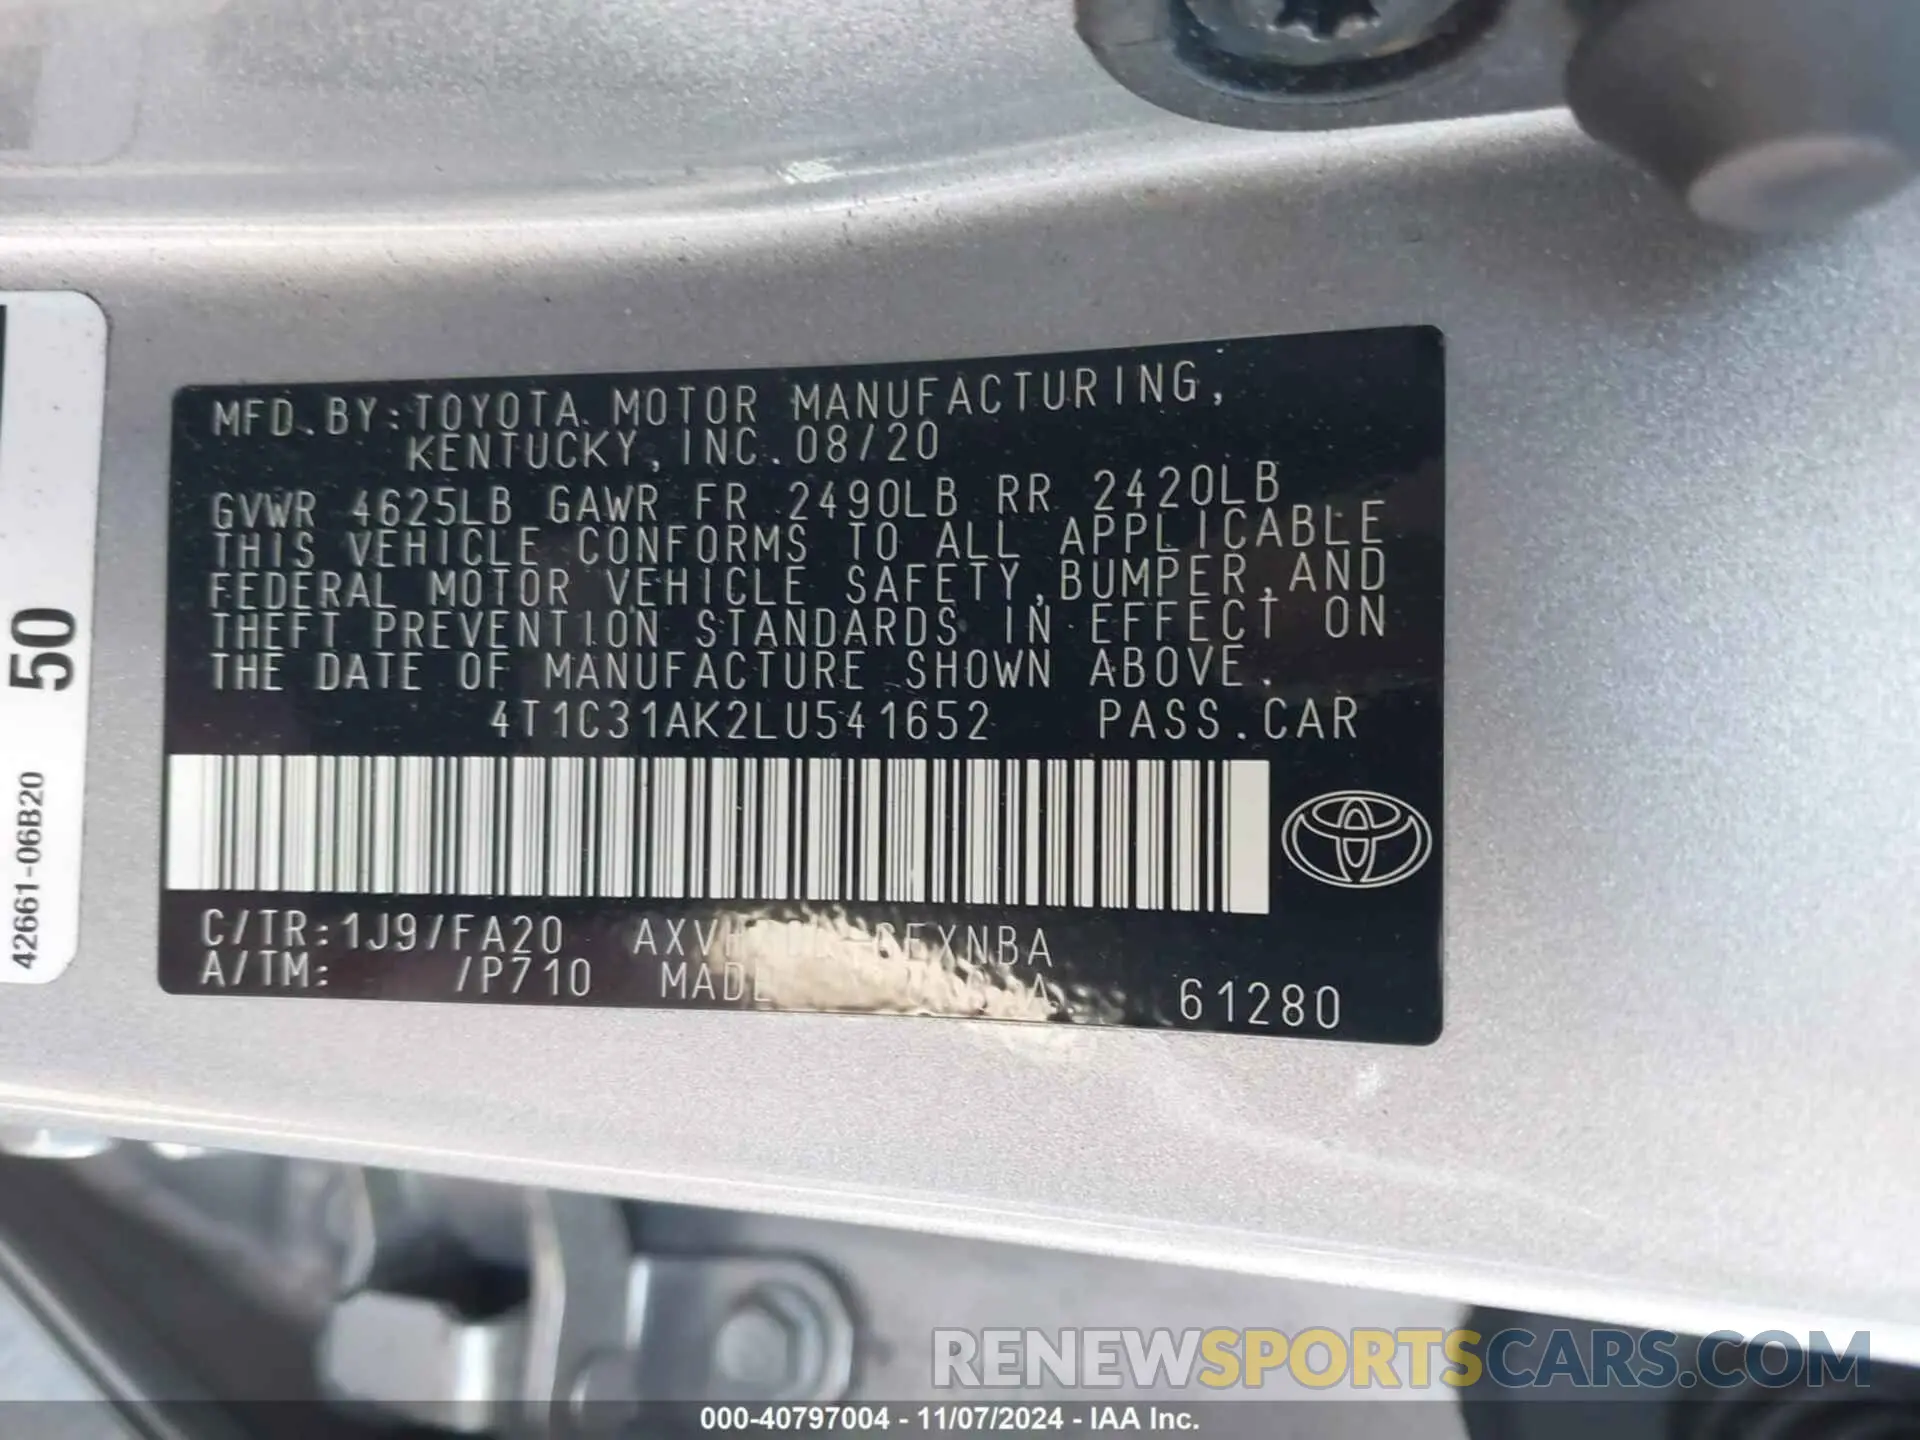 MFD.BY:TOYOTA MOTOR MANUFACTURING,
KENTUCKY, INC. 08/20
GVWR 4625LB GAWR FR 2490LB RR 2420LB
THIS VEHICLE CONFORMS TO ALL APPLICABLE
FEDERAL MOTOR VEHICLE SAFETY, BUMPER, AND
THEFT PREVENTION STANDARDS IN EFFECT ON
THE DATE OF MANUFACTURE SHOWN ABOVE.
4T1C31AK2LU541652 PASS.CAR
C/TR:1J9/FA20
A/TM: /P710 MADE
61280
50
42661-06B20
RENEWSPORTSCARS.COM
000-40797004 - 11/07/2024 - IAA Inc.